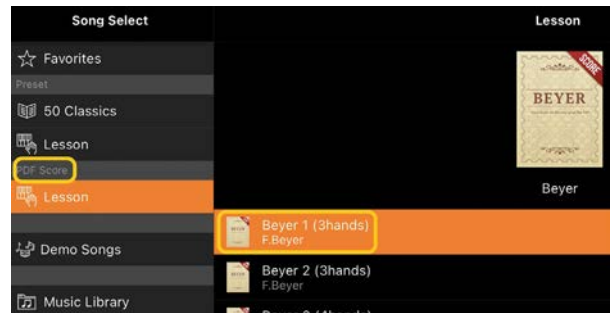 Song Select
Favorites
Preset
50 Classics
Lesson
PDF Score
Lesson
Demo Songs
Music Library
Lesson
SCORE
BEYER
Beyer
Beyer 1 (3hands)
F.Beyer
Beyer 2 (3hands)
F.Beyer